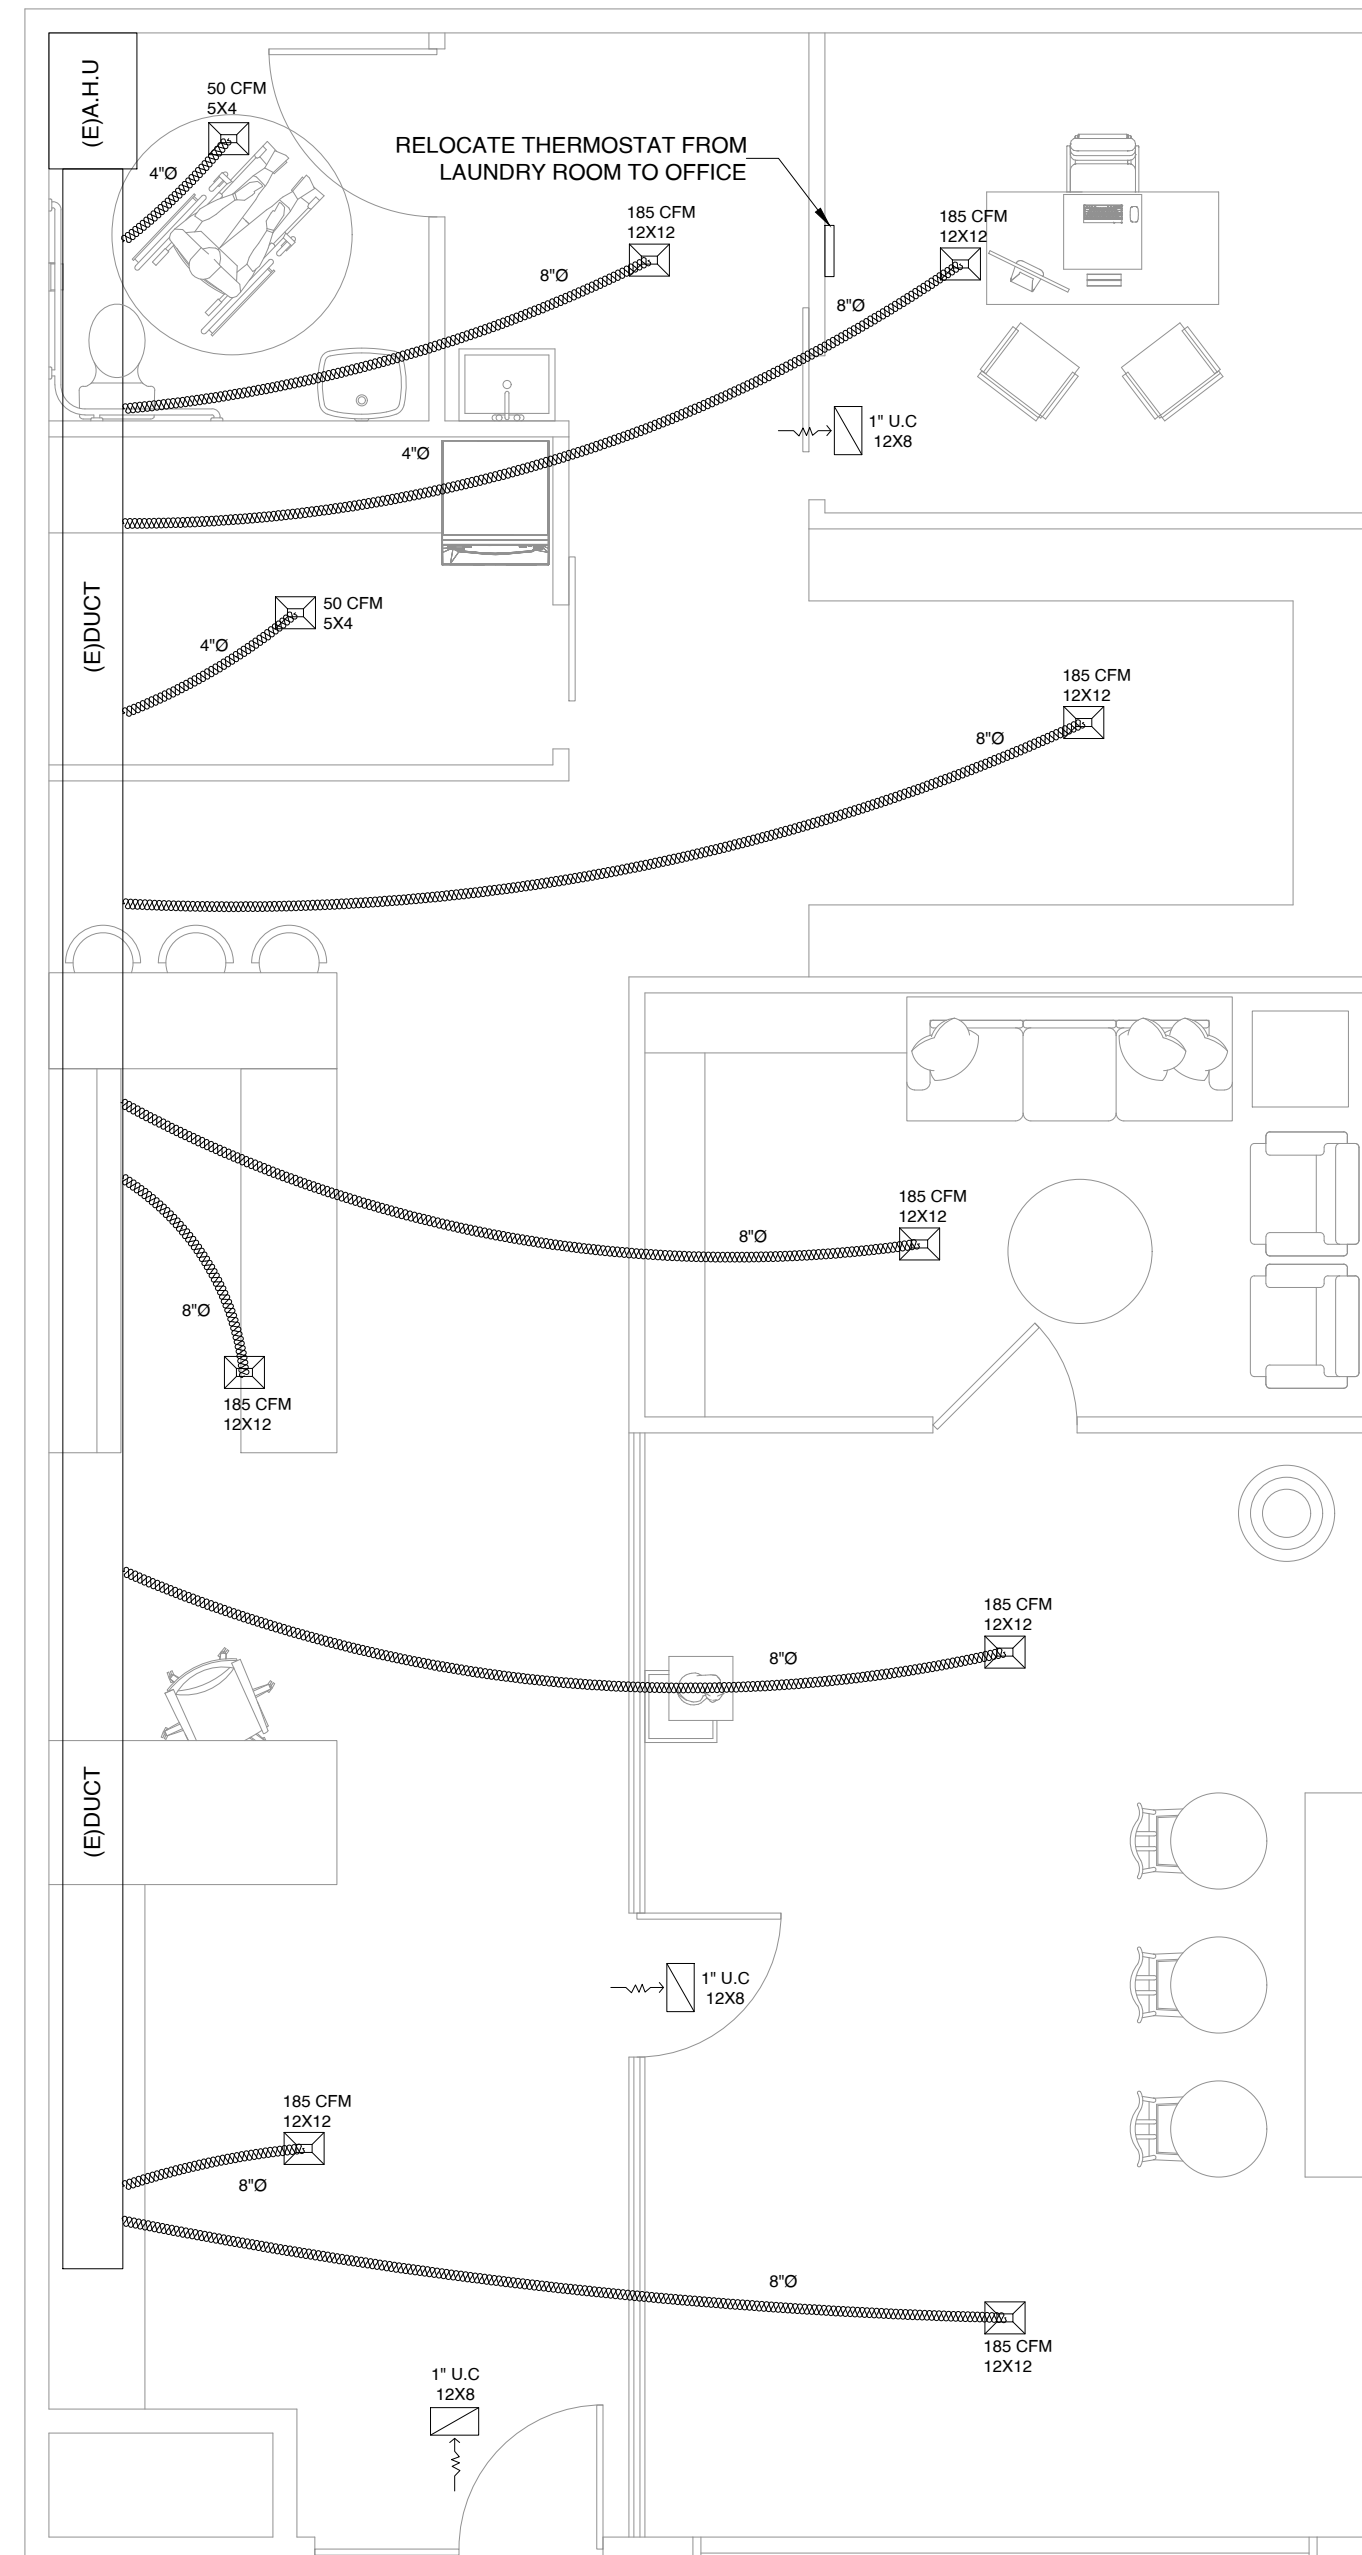 (E)A.H.U
50 CFM
5X4
4"Ø
RELOCATE THERMOSTAT FROM
LAUNDRY ROOM TO OFFICE
185 CFM
12X12
8"Ø
185 CFM
12X12
8"Ø
1" U.C
12X8
4"Ø
(E)DUCT
50 CFM
5X4
4"Ø
185 CFM
12X12
8"Ø
185 CFM
12X12
8"Ø
8"Ø
185 CFM
12X12
185 CFM
12X12
8"Ø
(E)DUCT
1" U.C
12X8
185 CFM
12X12
8"Ø
8"Ø
185 CFM
12X12
1" U.C
12X8